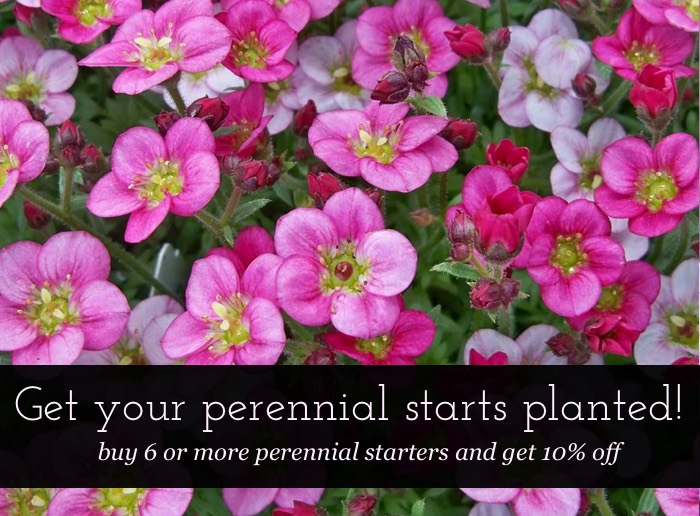 Get your perennial starts planted!
buy 6 or more perennial starters and get 10% off